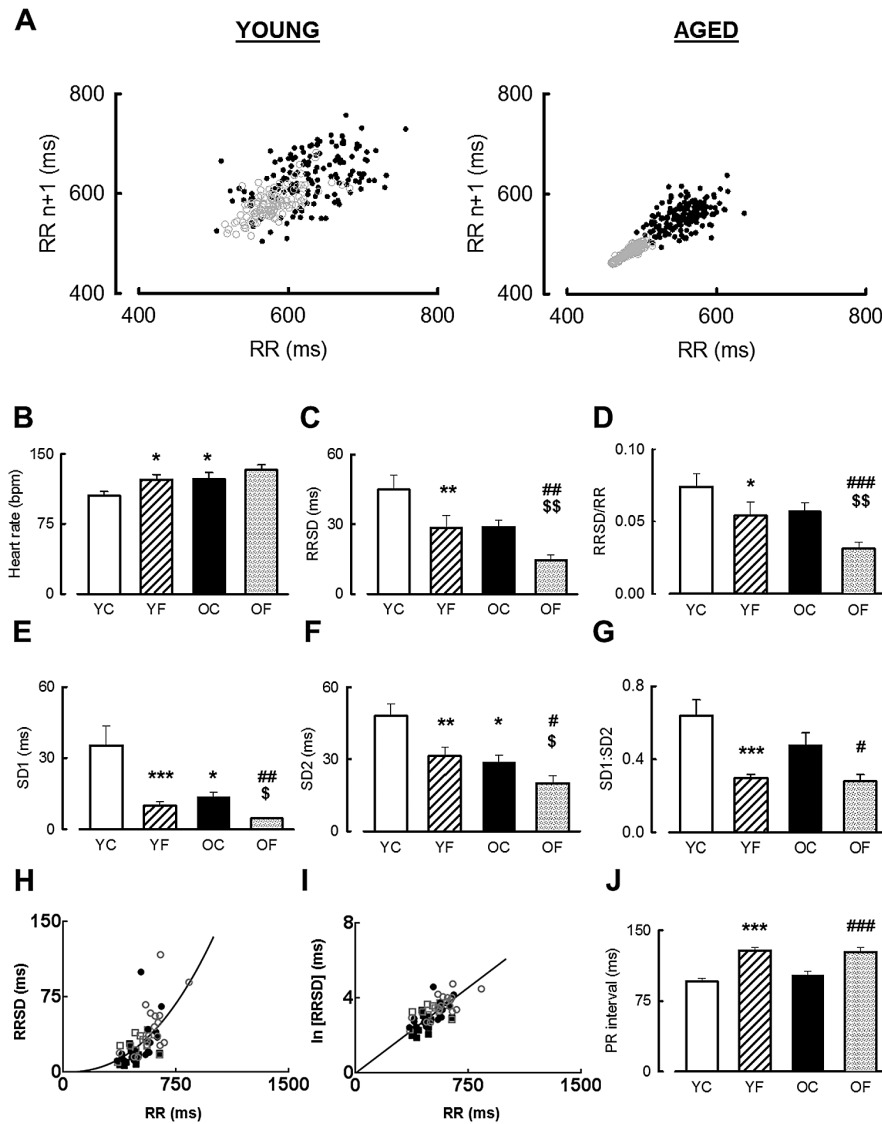 A
YOUNG
AGED
800
600
400
RR n+1 (ms)
400
600
800
RR (ms)
800
600
400
RR n+1 (ms)
400
600
800
RR (ms)
B
150
75
0
Heart rate (bpm)
*
*
YC
YF
OC
OF
C
60
30
0
RRSD (ms)
**
##
$$
YC
YF
OC
OF
D
0.10
0.05
0.00
RRSD/RR
*
###
$$
YC
YF
OC
OF
E
60
30
0
SD1 (ms)
***
*
##
$
YC
YF
OC
OF
F
60
30
0
SD2 (ms)
**
*
#
$
YC
YF
OC
OF
G
0.8
0.4
0.0
SD1:SD2
***
#
YC
YF
OC
OF
H
150
75
0
RRSD (ms)
0
750
1500
RR (ms)
I
8
4
0
ln [RRSD] (ms)
0
750
1500
RR (ms)
J
150
75
0
PR interval (ms)
***
###
YC
YF
OC
OF